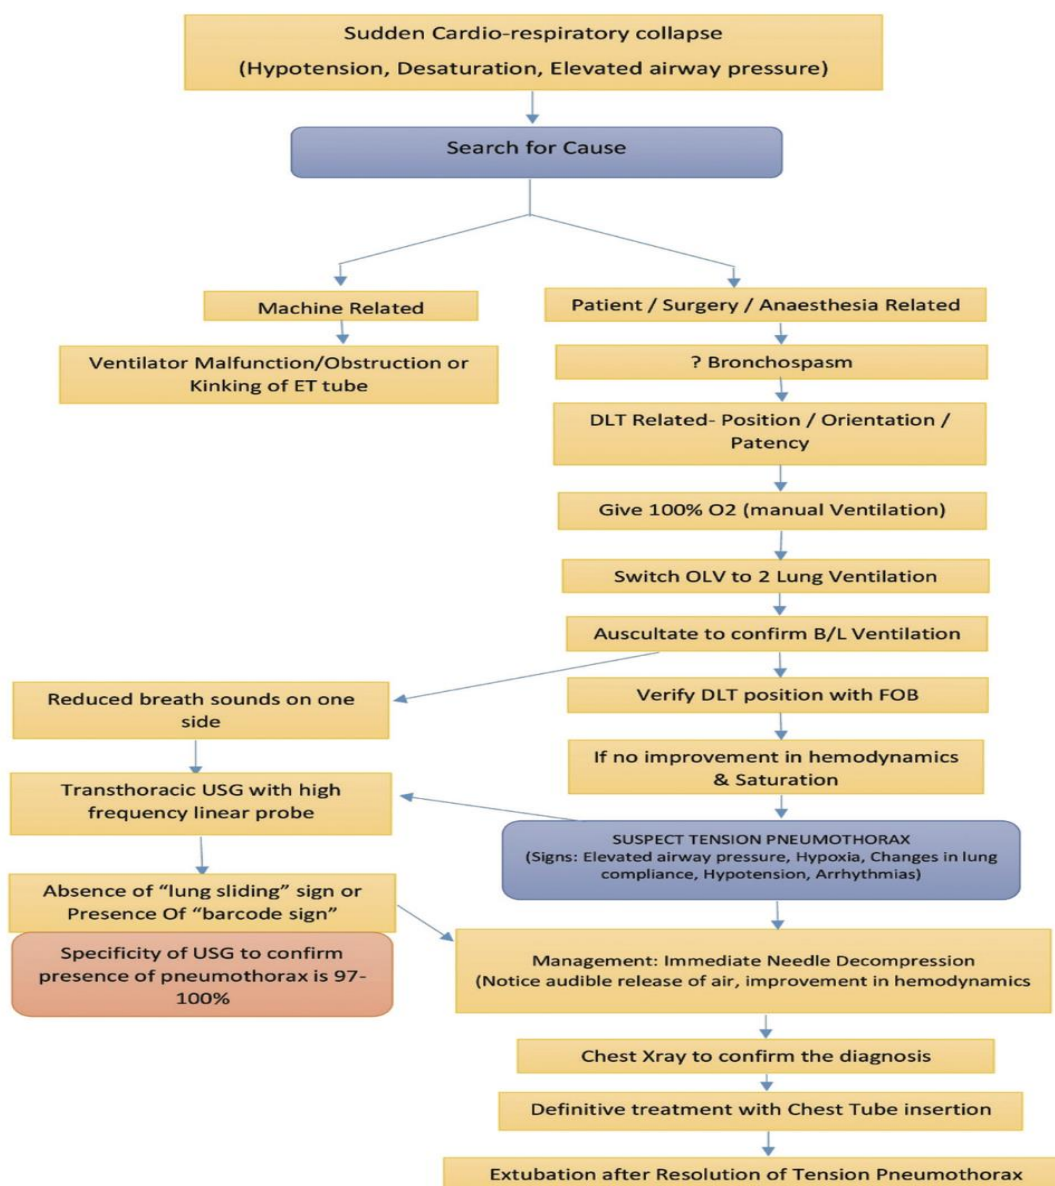 Sudden Cardio-respiratory collapse
(Hypotension, Desaturation, Elevated airway pressure)
Search for Cause
Machine Related
Ventilator Malfunction/Obstruction or
Kinking of ET tube
Patient / Surgery / Anaesthesia Related
? Bronchospasm
DLT Related- Position / Orientation /
Patency
Give 100% O2 (manual Ventilation)
Switch OLV to 2 Lung Ventilation
Auscultate to confirm B/L Ventilation
Reduced breath sounds on one
side
Transthoracic USG with high
frequency linear probe
Absence of “lung sliding” sign or
Presence Of “barcode sign”
Specificity of USG to confirm
presence of pneumothorax is 97-
100%
Verify DLT position with FOB
If no improvement in hemodynamics
& Saturation
SUSPECT TENSION PNEUMOTHORAX
(Signs: Elevated airway pressure, Hypoxia, Changes in lung
compliance, Hypotension, Arrhythmias)
Management: Immediate Needle Decompression
(Notice audible release of air, improvement in hemodynamics
Chest Xray to confirm the diagnosis
Definitive treatment with Chest Tube insertion
Extubation after Resolution of Tension Pneumothorax